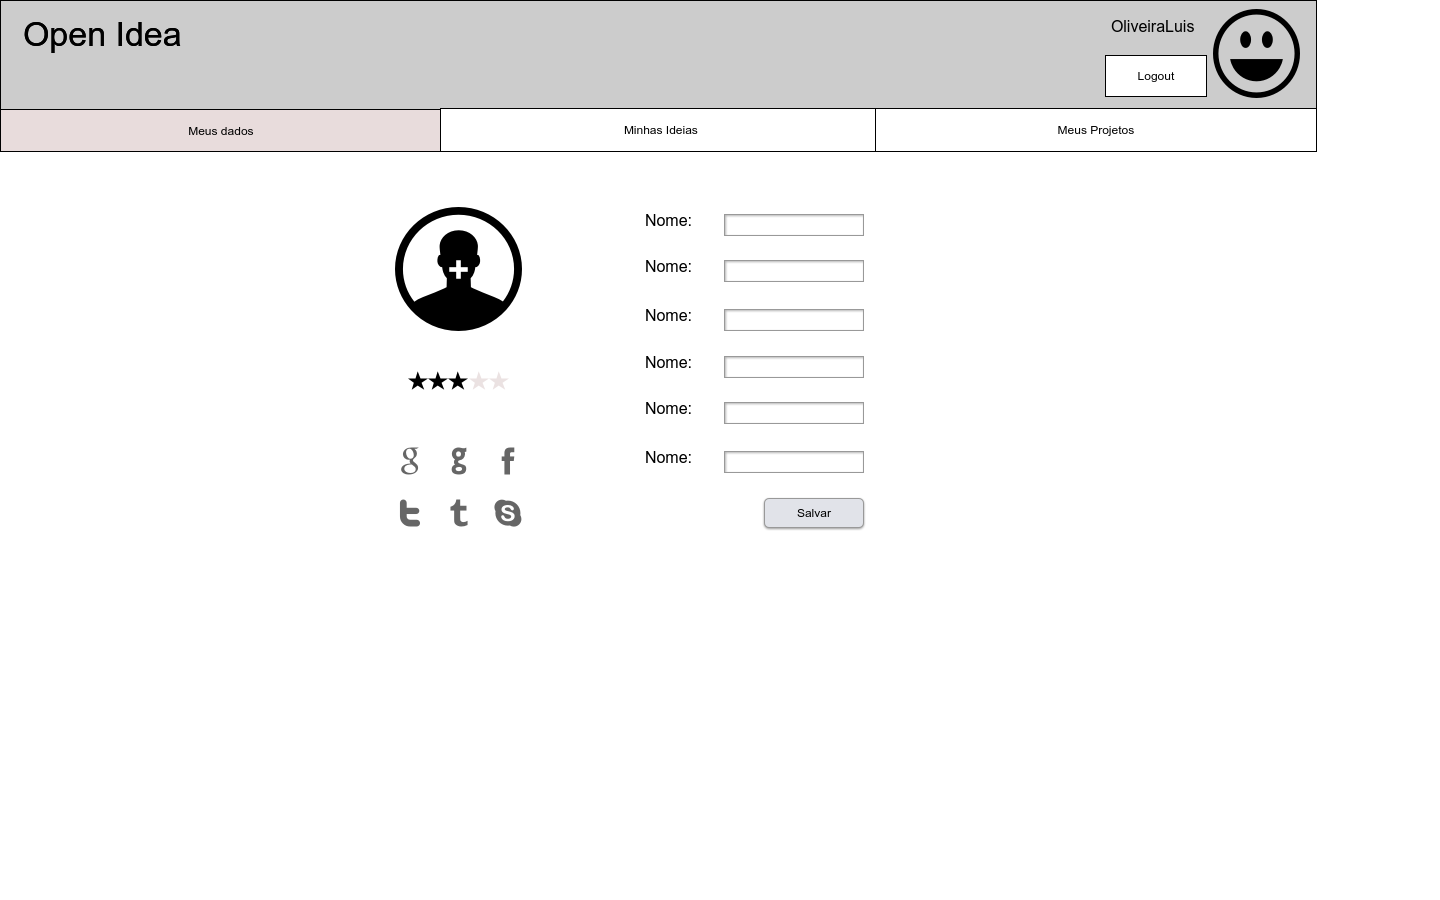 Open Idea
OliveiraLuis
Logout
Meus dados
Minhas Ideias
Meus Projetos
Nome:
Nome:
Nome:
Nome:
Nome:
Nome:
Salvar